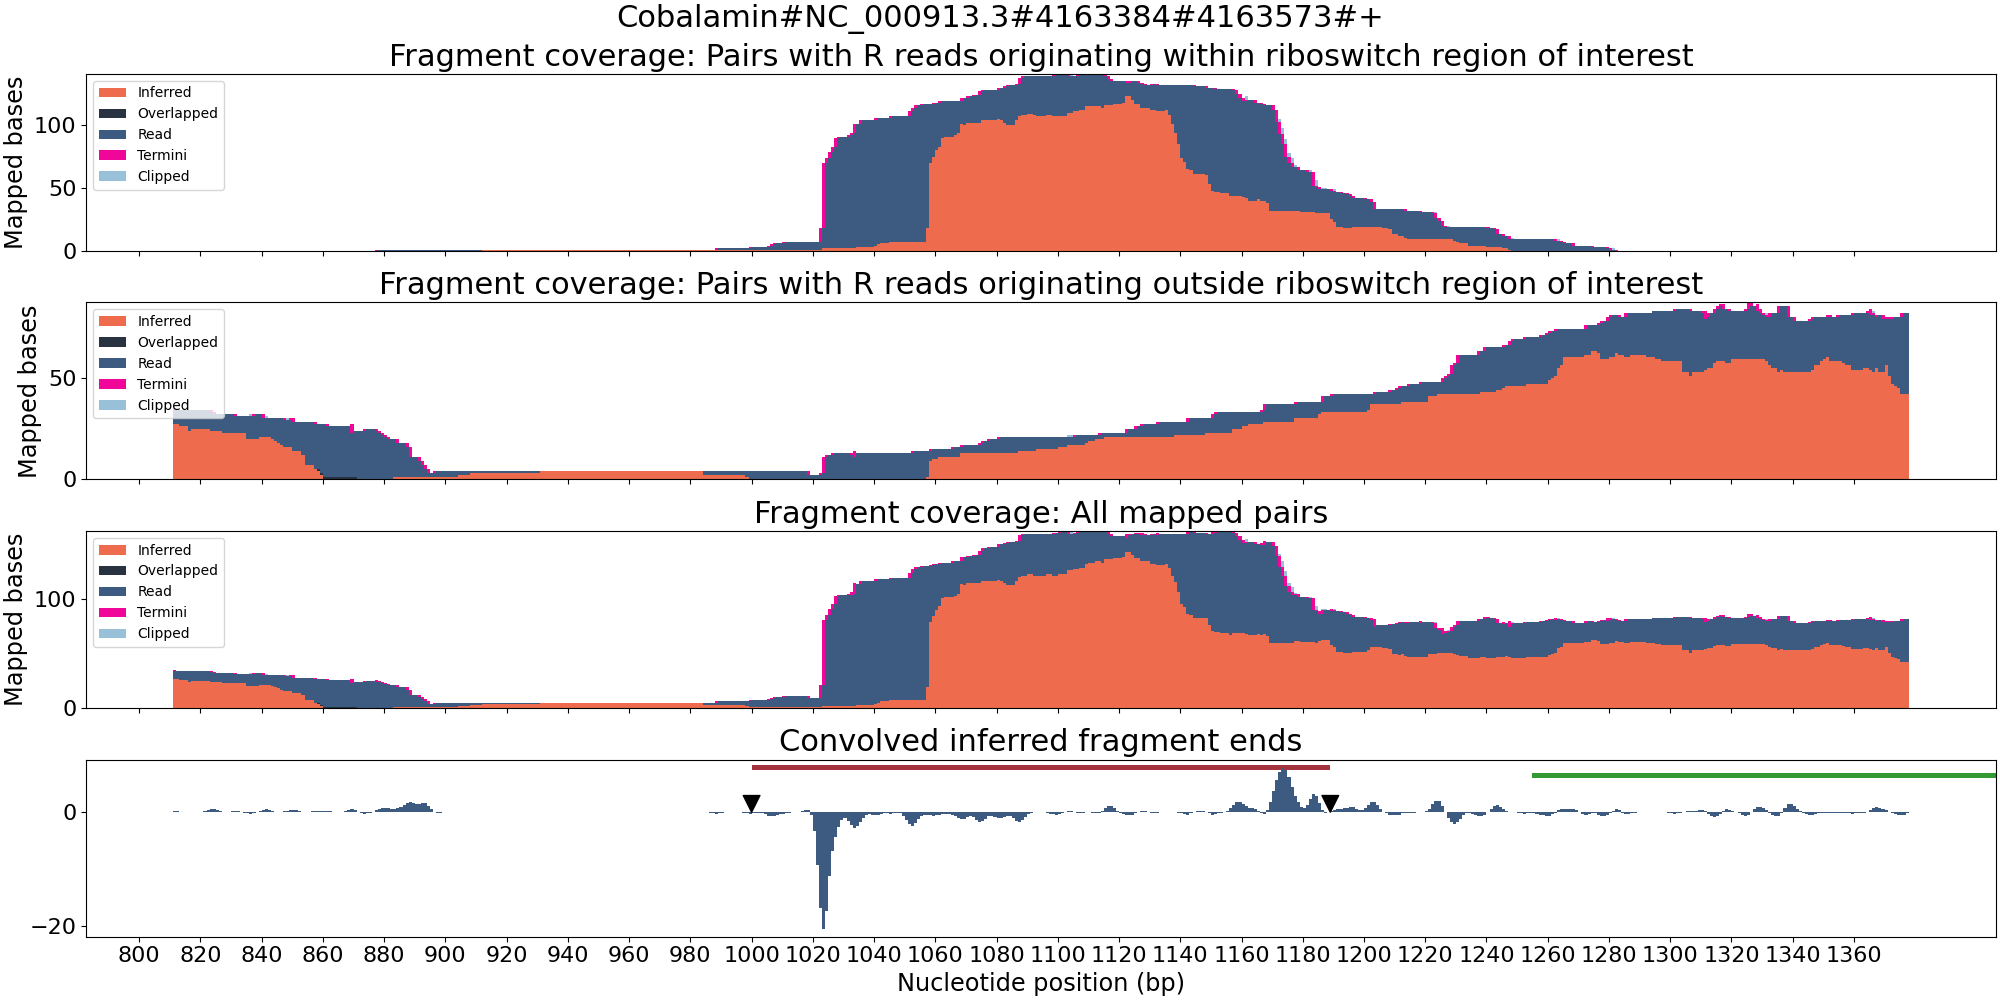 Cobalamin#NC_000913.3#4163384#4163573#+
Fragment coverage: Pairs with R reads originating within riboswitch region of interest
Mapped bases
100
50
0
Inferred
Overlapped
Read
Termini
Clipped
Fragment coverage: Pairs with R reads originating outside riboswitch region of interest
Mapped bases
50
0
Inferred
Overlapped
Read
Termini
Clipped
Fragment coverage: All mapped pairs
Mapped bases
100
0
Inferred
Overlapped
Read
Termini
Clipped
Convolved inferred fragment ends
0
−20
800 820 840 860 880 900 920 940 960 980 1000 1020 1040 1060 1080 1100 1120 1140 1160 1180 1200 1220 1240 1260 1280 1300 1320 1340 1360
Nucleotide position (bp)